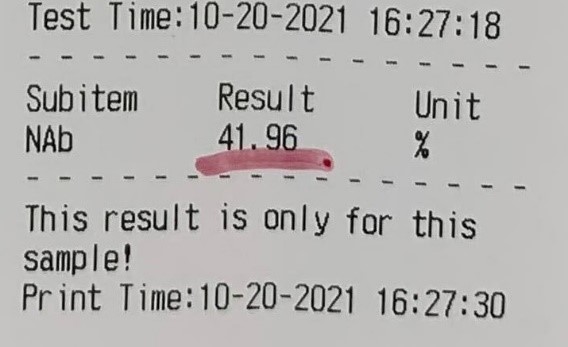 Test Time:10-20-2021 16:27:18
- - - - - - - - - - - - - - - - -
Subitem Result Unit
NAb 41.96 %
- - - - - - - - - - - - - - - - -
This result is only for this
sample!
Print Time:10-20-2021 16:27:30